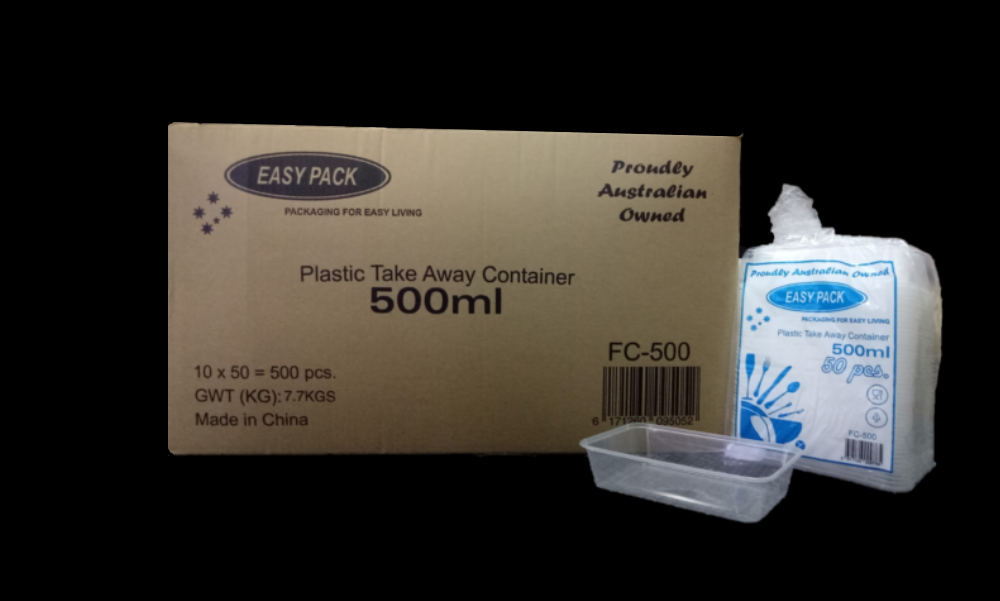 EASY PACK
PACKAGING FOR EASY LIVING
Proudly
Australian
Owned
Plastic Take Away Container
500ml
10 x 50 = 500 pcs.
GWT (KG): 7.7KGS
Made in China
FC-500
Proudly Australian Owned
EASY PACK
PACKAGING FOR EASY LIVING
Plastic Take Away Container
500ml
50 pcs.
FC-500